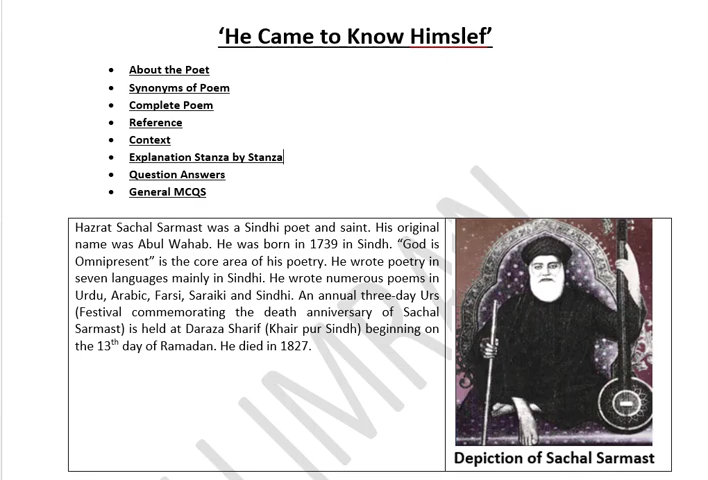 ‘He Came to Know Himslef’
• About the Poet
• Synonyms of Poem
• Complete Poem
• Reference
• Context
• Explanation Stanza by Stanza
• Question Answers
• General MCQS
Hazrat Sachal Sarmast was a Sindhi poet and saint. His original
name was Abul Wahab. He was born in 1739 in Sindh. “God is
Omnipresent” is the core area of his poetry. He wrote poetry in
seven languages mainly in Sindhi. He wrote numerous poems in
Urdu, Arabic, Farsi, Saraiki and Sindhi. An annual three-day Urs
(Festival commemorating the death anniversary of Sachal
Sarmast) is held at Daraza Sharif (Khair pur Sindh) beginning on
the 13th day of Ramadan. He died in 1827.
Depiction of Sachal Sarmast